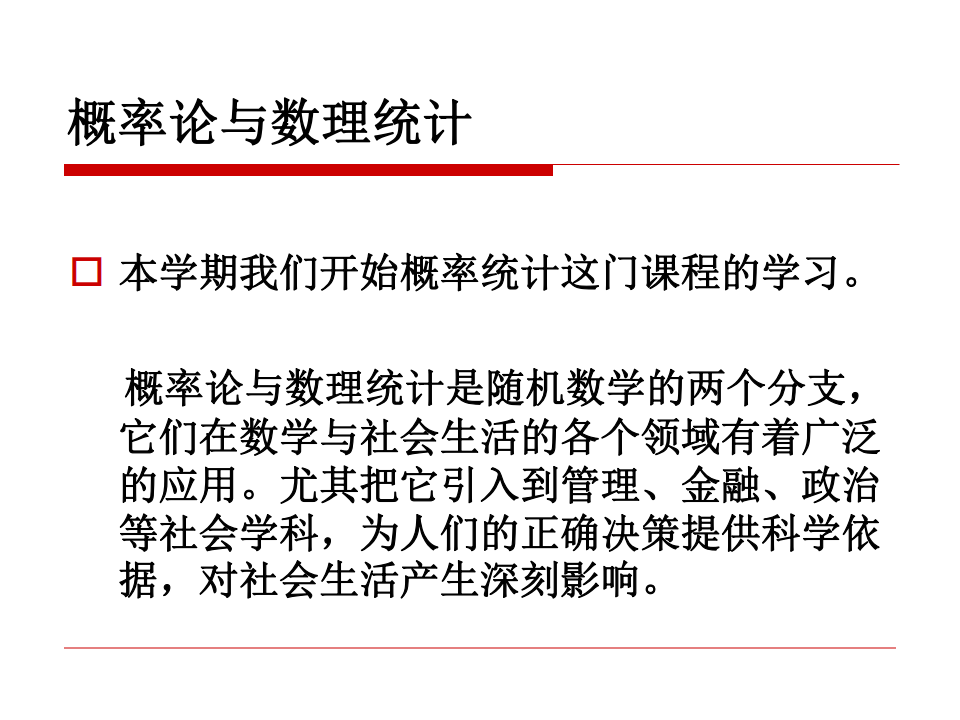 概率论与数理统计
本学期我们开始概率统计这门课程的学习。
概率论与数理统计是随机数学的两个分支，
它们在数学与社会生活的各个领域有着广泛
的应用。尤其把它引入到管理、金融、政治
等社会学科，为人们的正确决策提供科学依
据，对社会生活产生深刻影响。